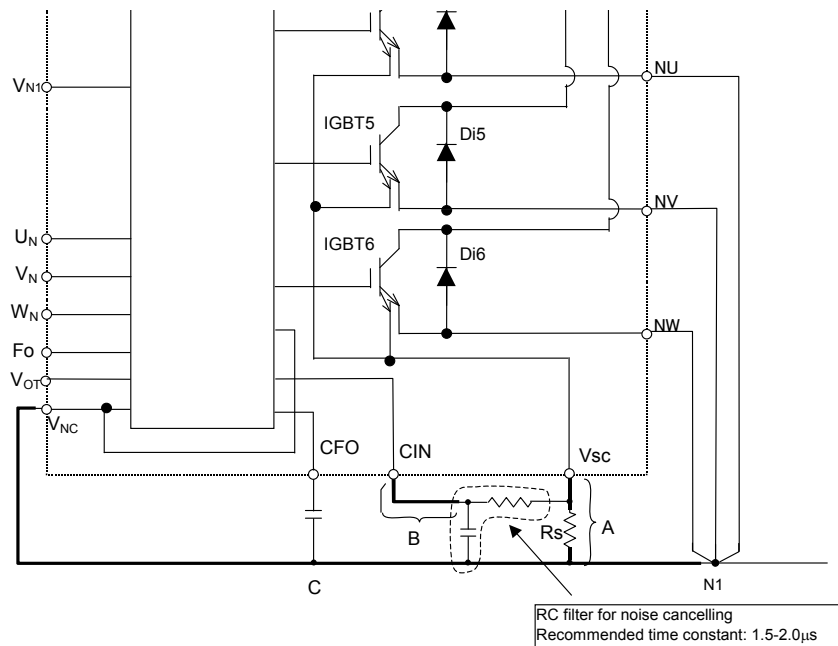 NU
VN1
IGBT5
Di5
NV
UN
IGBT6
VN
Di6
WN
NW
Fo
VOT
VNC
CFO
CIN
Vsc
B
Rs
A
C
N1
RC filter for noise cancelling
Recommended time constant: 1.5-2.0μs